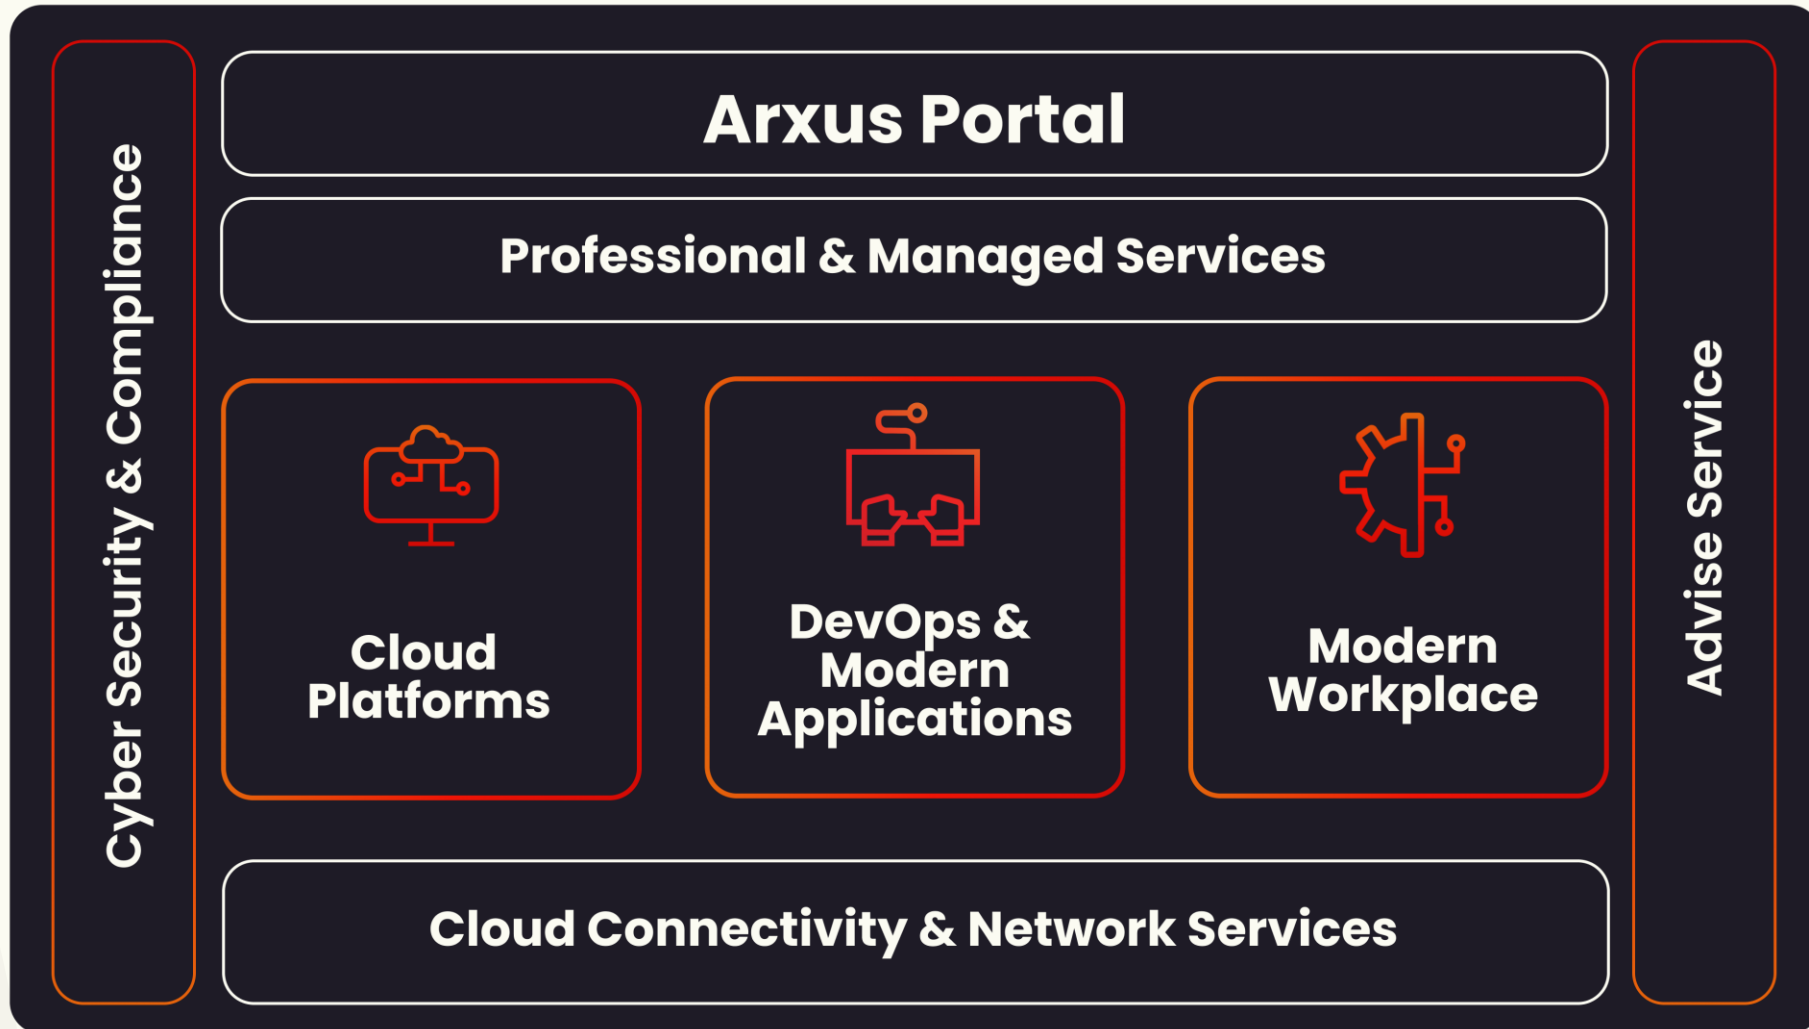 Cyber Security & Compliance
Arxus Portal
Professional & Managed Services
Cloud
Platforms
DevOps &
Modern
Applications
Modern
Workplace
Cloud Connectivity & Network Services
Advise Service